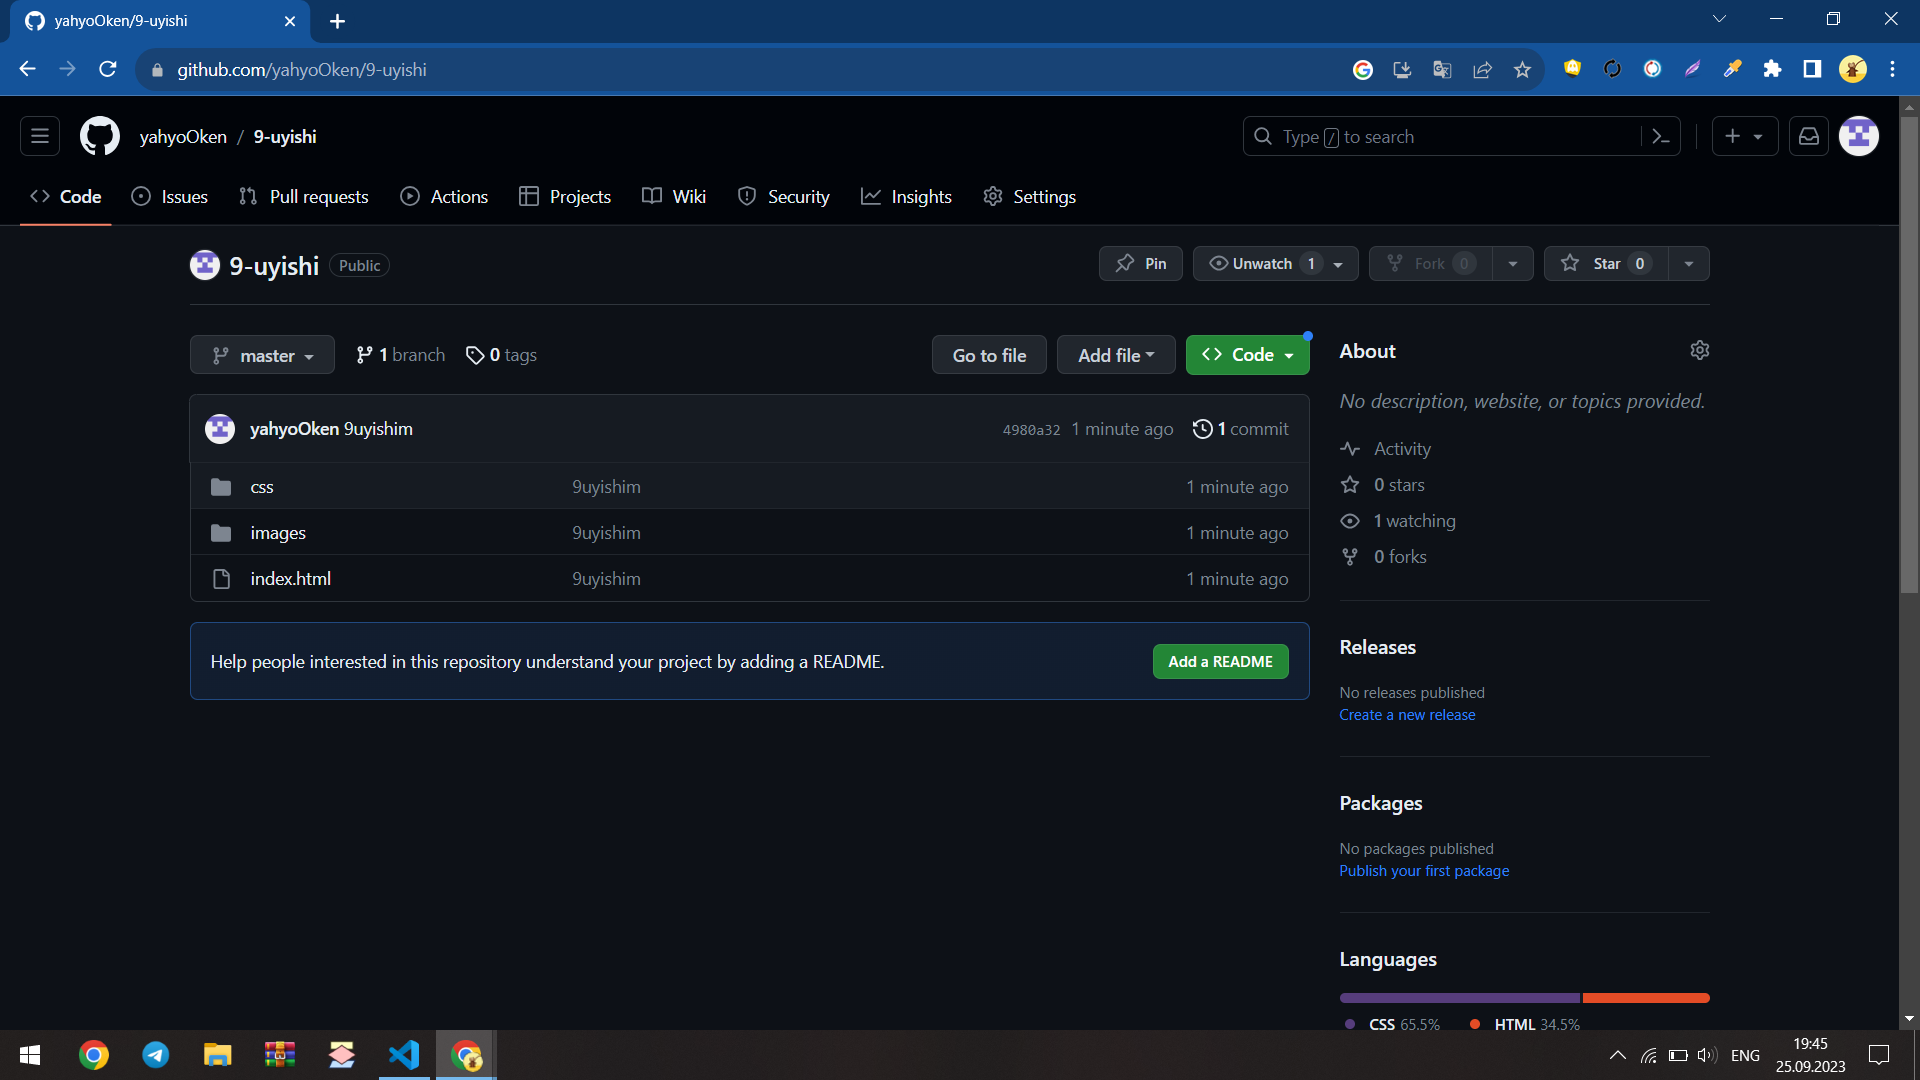 yahyoOken/9-uyishi
github.com/yahyoOken/9-uyishi
yahyoOken / 9-uyishi
Type / to search
Code Issues Pull requests Actions Projects Wiki Security Insights Settings
9-uyishi Public
Pin Unwatch 1 Fork 0 Star 0
master 1 branch 0 tags Go to file Add file Code
yahyoOken 9uyishim 4980a32 1 minute ago 1 commit
css 9uyishim 1 minute ago
images 9uyishim 1 minute ago
index.html 9uyishim 1 minute ago
Help people interested in this repository understand your project by adding a README. Add a README
About
No description, website, or topics provided.
Activity
0 stars
1 watching
0 forks
Releases
No releases published
Create a new release
Packages
No packages published
Publish your first package
Languages
CSS 65.5% HTML 34.5%
ENG
19:45
25.09.2023